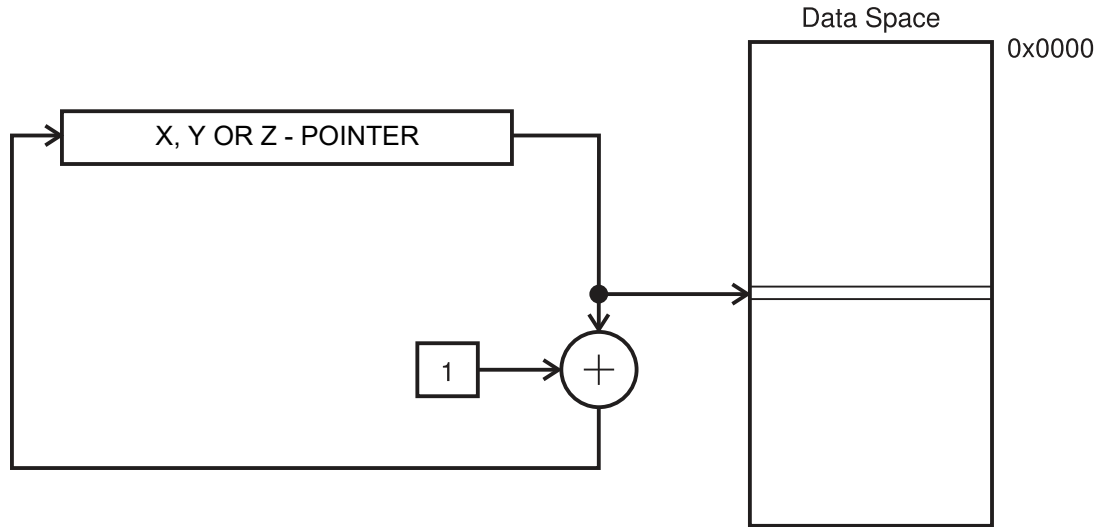 Data Space
0x0000
X, Y OR Z - POINTER
1
+